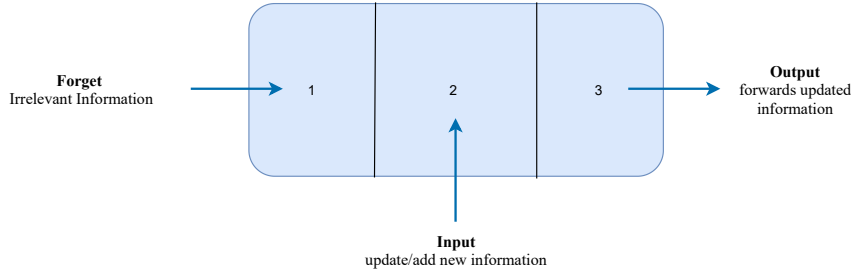 Forget
Irrelevant Information
1
2
3
Output
forwards updated
information
Input
update/add new information